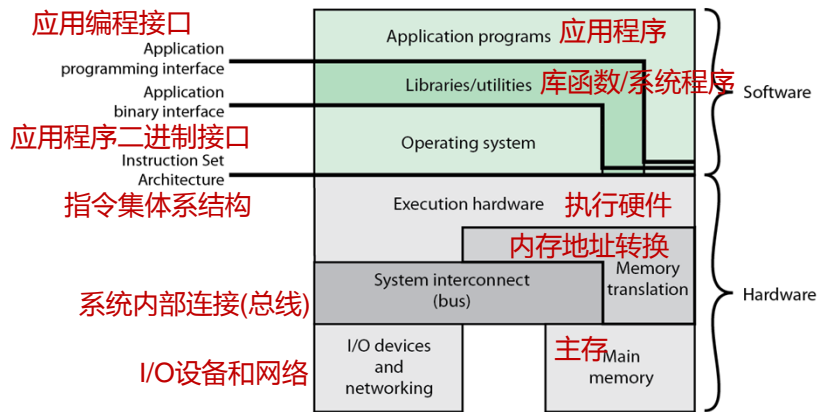 应用编程接口
Application programs 应用程序
Application
programming interface
Libraries/utilities 库函数/系统程序
Software
Application
binary interface
应用程序二进制接口
Operating system
Instruction Set
Architecture
指令集体系结构
Execution hardware 执行硬件
内存地址转换
Memory
translation
System interconnect
(bus)
Hardware
系统内部连接(总线)
I/O devices
and
networking
主存
Main
memory
I/O设备和网络